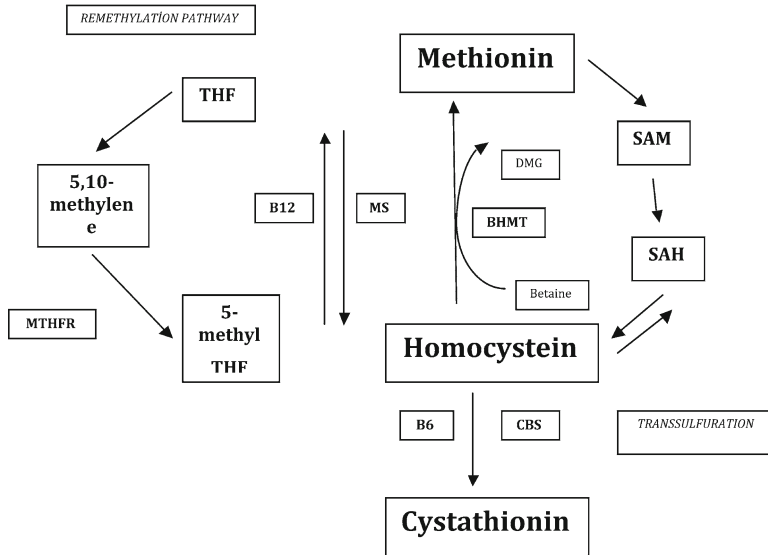 REMETHYLATİON PATHWAY
Methionin
THF
SAM
DMG
5,10-
methylen
e
B12
MS
BHMT
SAH
Betaine
MTHFR
5-
methyl
THF
Homocystein
B6
CBS
TRANSSULFURATION
Cystathionin